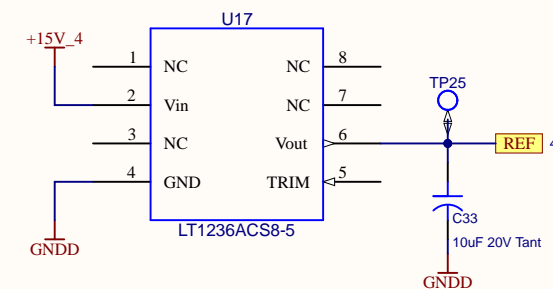 U17
+15V_4
1 NC NC 8
TP25
2 Vin NC 7
3 NC Vout 6 REF 4
4 GND TRIM 5
C33
LT1236ACS8-5
10uF 20V Tant
GNDD
GNDD